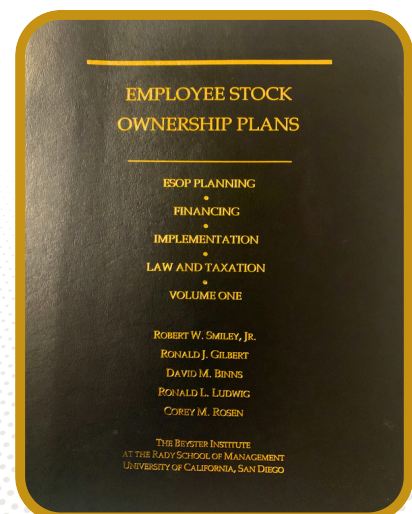 EMPLOYEE STOCK
OWNERSHIP PLANS
ESOP PLANNING
•
FINANCING
•
IMPLEMENTATION
•
LAW AND TAXATION
•
VOLUME ONE
ROBERT W. SMILEY, JR.
RONALD J. GILBERT
DAVID M. BINNS
RONALD L. LUDWIG
COREY M. ROSEN
THE BEYSTER INSTITUTE
AT THE RADY SCHOOL OF MANAGEMENT
UNIVERSITY OF CALIFORNIA, SAN DIEGO